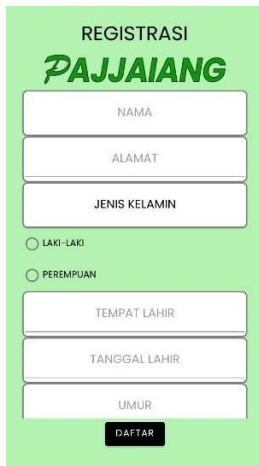 REGISTRASI
PAJJAIANG
NAMA
ALAMAT
JENIS KELAMIN
LAKI-LAKI
PEREMPUAN
TEMPAT LAHIR
TANGGAL LAHIR
UMUR
DAFTAR